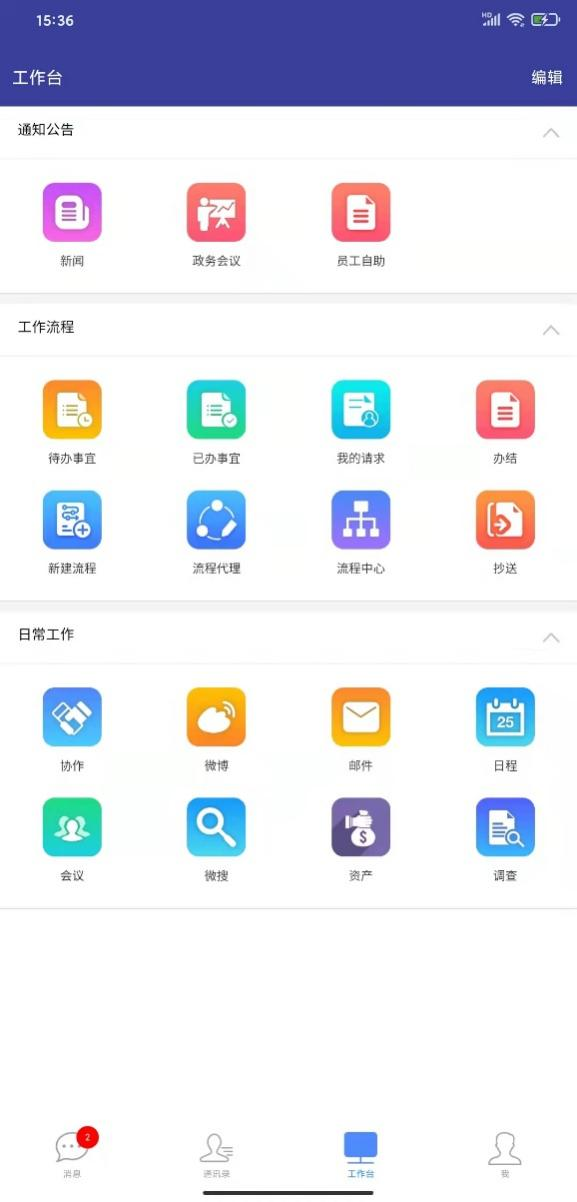 15:36
HD
工作台 编辑
通知公告
新闻 政务会议 员工自助
工作流程
待办事宜 已办事宜 我的请求 办结
新建流程 流程代理 流程中心 抄送
日常工作
25
协作 微博 邮件 日程
$
会议 微搜 资产 调查
2
消息 通讯录 工作台 我